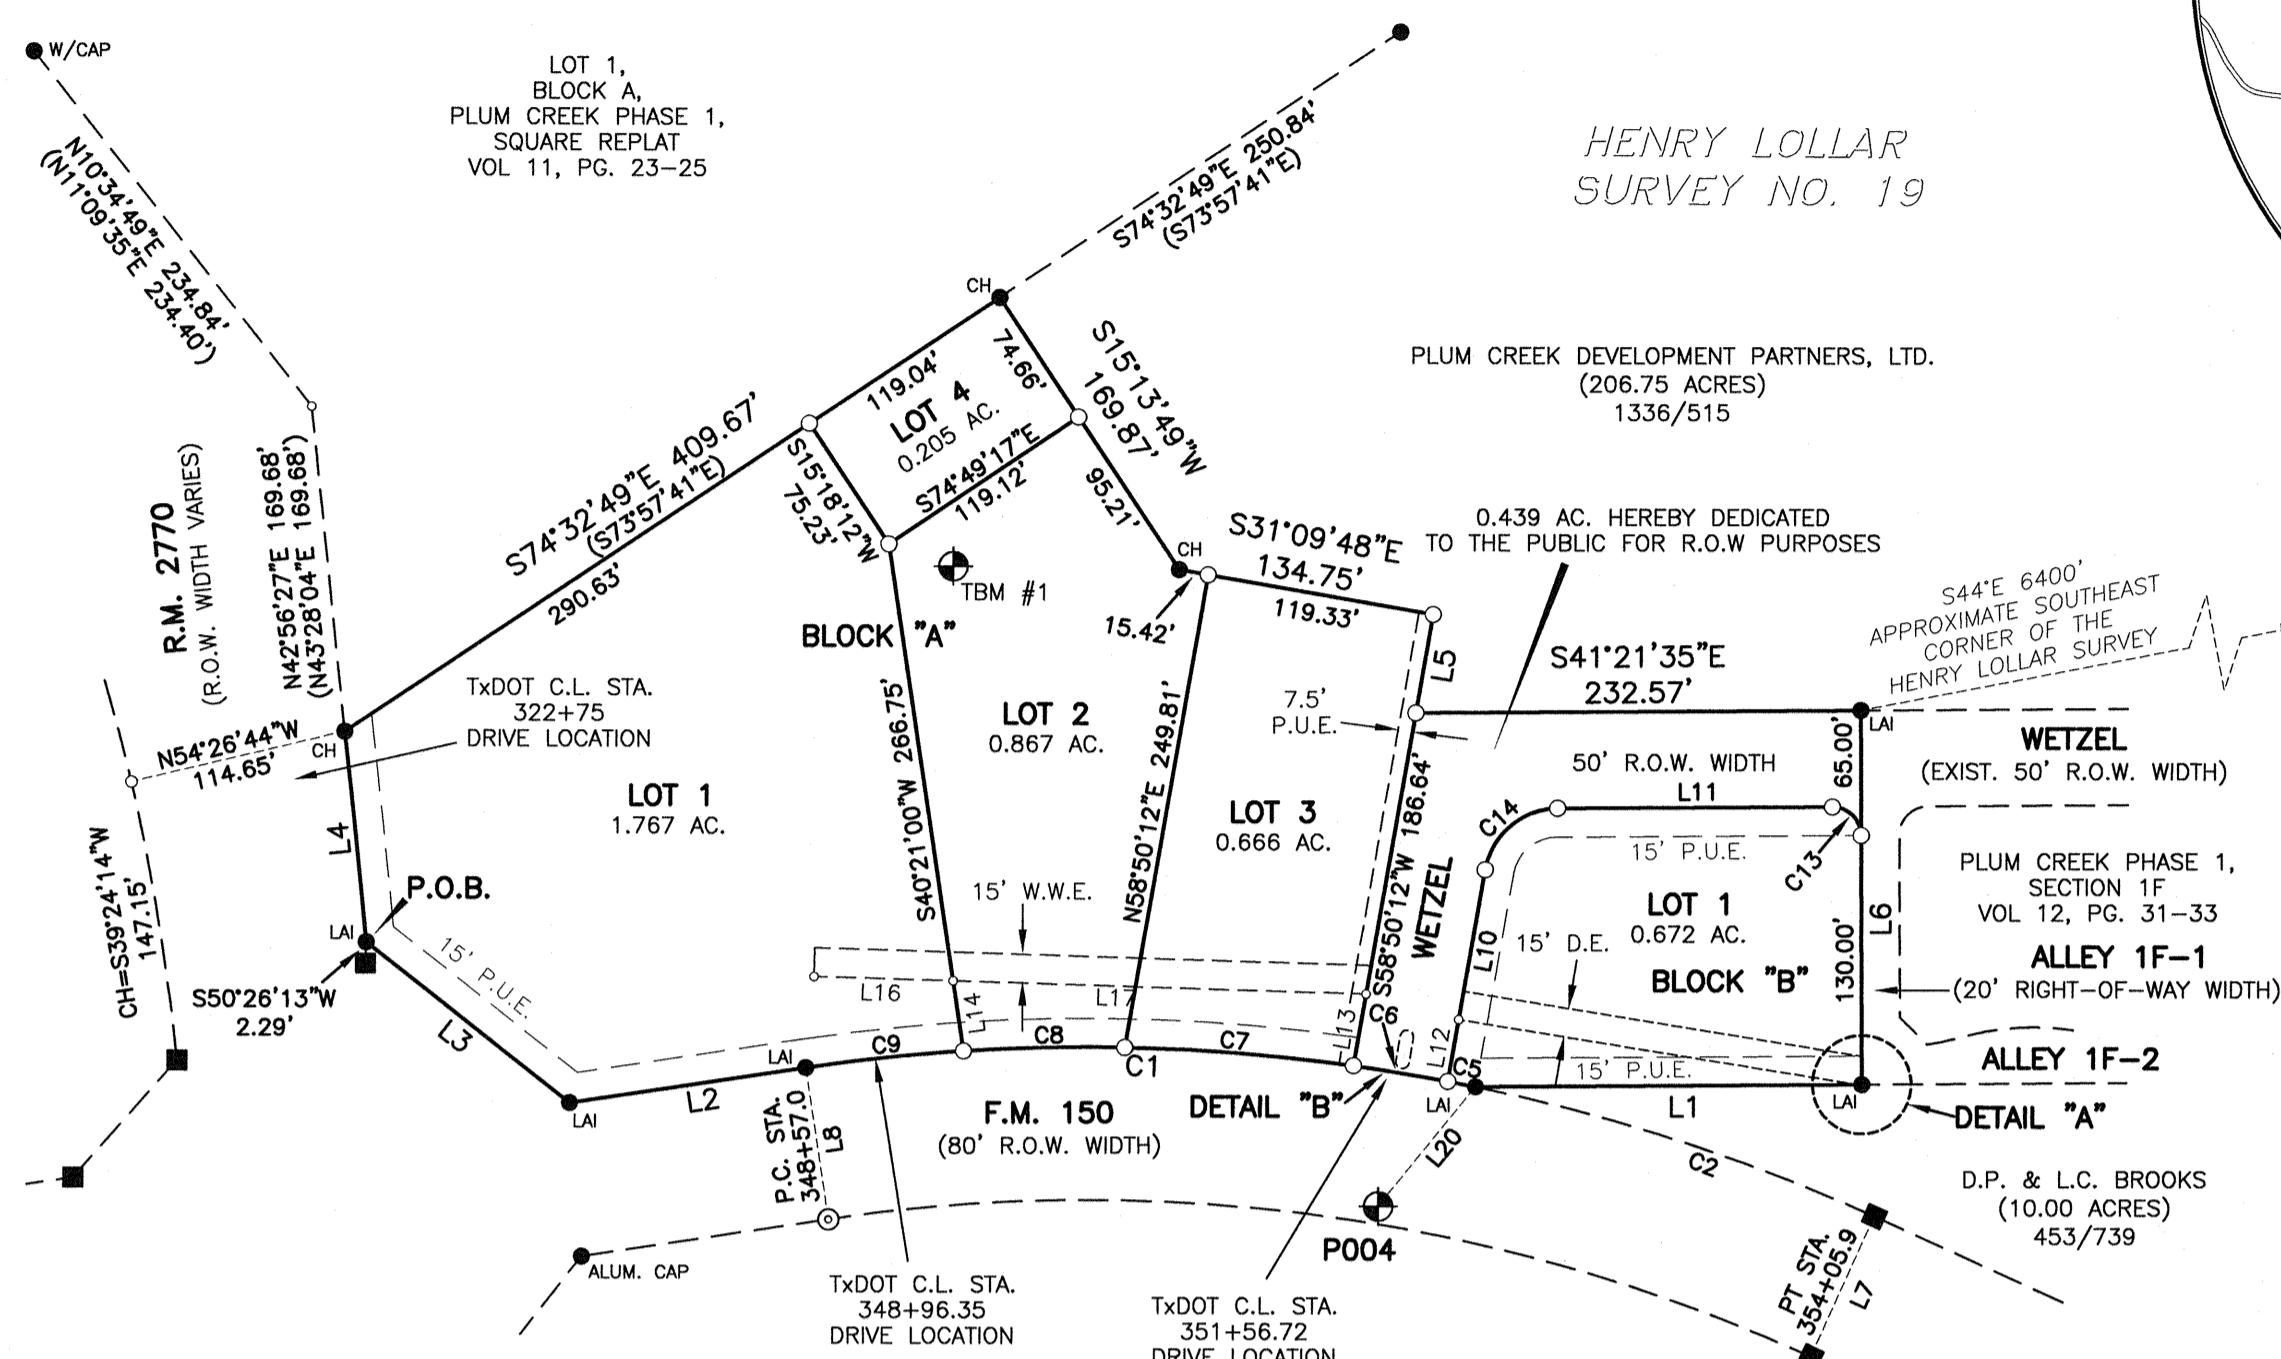 W/CAP
LOT 1,
BLOCK A,
PLUM CREEK PHASE 1,
SQUARE REPLAT
VOL 11, PG. 23-25
HENRY LOLLAR
SURVEY NO. 19
N10°34'49"E 234.84'
(N11°09'35"E 234.40')
S74°32'49"E 250.84'
(S73°57'41"E)
CH
119.04'
74.66'
LOT 4
0.205 AC.
S15°13'49"W
169.87'
S74°49'17"E
119.12'
S15°18'12"W
75.23'
95.21'
PLUM CREEK DEVELOPMENT PARTNERS, LTD.
(206.75 ACRES)
1336/515
S74°32'49"E 409.67'
(S73°57'41"E)
290.63'
R.M. 2770
(R.O.W. WIDTH VARIES)
N42°56'27"E 169.68'
(N43°28'04"E 169.68')
0.439 AC. HEREBY DEDICATED
TO THE PUBLIC FOR R.O.W PURPOSES
CH
S31°09'48"E
134.75'
119.33'
15.42'
TBM #1
BLOCK "A"
S44°E 6400'
APPROXIMATE SOUTHEAST
CORNER OF THE
HENRY LOLLAR SURVEY
L5
S41°21'35"E
232.57'
TxDOT C.L. STA.
322+75
DRIVE LOCATION
N54°26'44"W
114.65'
CH
7.5'
P.U.E.
LOT 2
0.867 AC.
S40°21'00"W 266.75'
N58°50'12"E 249.81'
S58°50'12"W 186.64'
LOT 1
1.767 AC.
LOT 3
0.666 AC.
LAI
WETZEL
(EXIST. 50' R.O.W. WIDTH)
65.00'
50' R.O.W. WIDTH
L11
C14
C13
15' P.U.E.
PLUM CREEK PHASE 1,
SECTION 1F
VOL 12, PG. 31-33
L4
CH=S39°24'14"W
147.15'
P.O.B.
LAI
15' P.U.E.
S50°26'13"W
2.29'
L3
15' W.W.E.
WETZEL
L10
LOT 1
0.672 AC.
15' D.E.
BLOCK "B"
130.00'
L6
ALLEY 1F-1
(20' RIGHT-OF-WAY WIDTH)
L16
L14
L17
L13
C6
L12
C9
C8
C7
C1
C5
LAI
15' P.U.E.
ALLEY 1F-2
L2
LAI
L8
P.C. STA.
348+57.0
F.M. 150
(80' R.O.W. WIDTH)
DETAIL "B"
LAI
L1
LAI
DETAIL "A"
L20
C2
D.P. & L.C. BROOKS
(10.00 ACRES)
453/739
P004
ALUM. CAP
TxDOT C.L. STA.
348+96.35
DRIVE LOCATION
TxDOT C.L. STA.
351+56.72
DRIVE LOCATION
PT STA.
354+05.9
L7